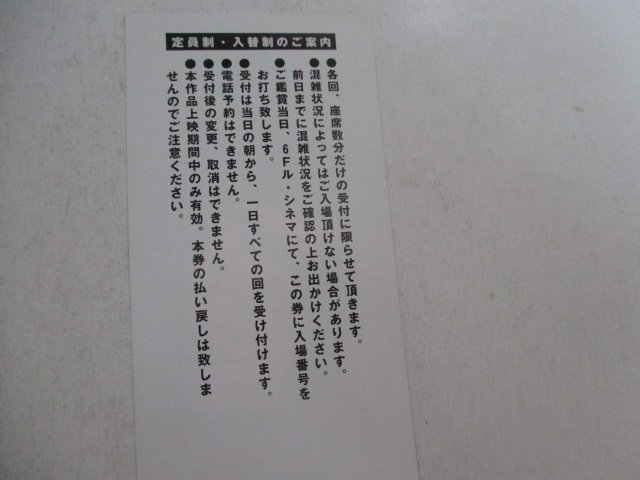 定員制・入替制のご案内
●各回、座席数分だけの受付に限らせて頂きます。
●混雑状況によってはご入場頂けない場合があります。
前日までに混雑状況をご確認の上お出かけください。
●ご鑑賞当日、6Fル・シネマにて、この券に入場番号を
お打ち致します。
●受付は当日の朝から、一日すべての回を受け付けます。
●電話予約はできません。
●受付後の変更、取消はできません。
●本作品上映期間中のみ有効。本券の払い戻しは致しま
せんのでご注意ください。